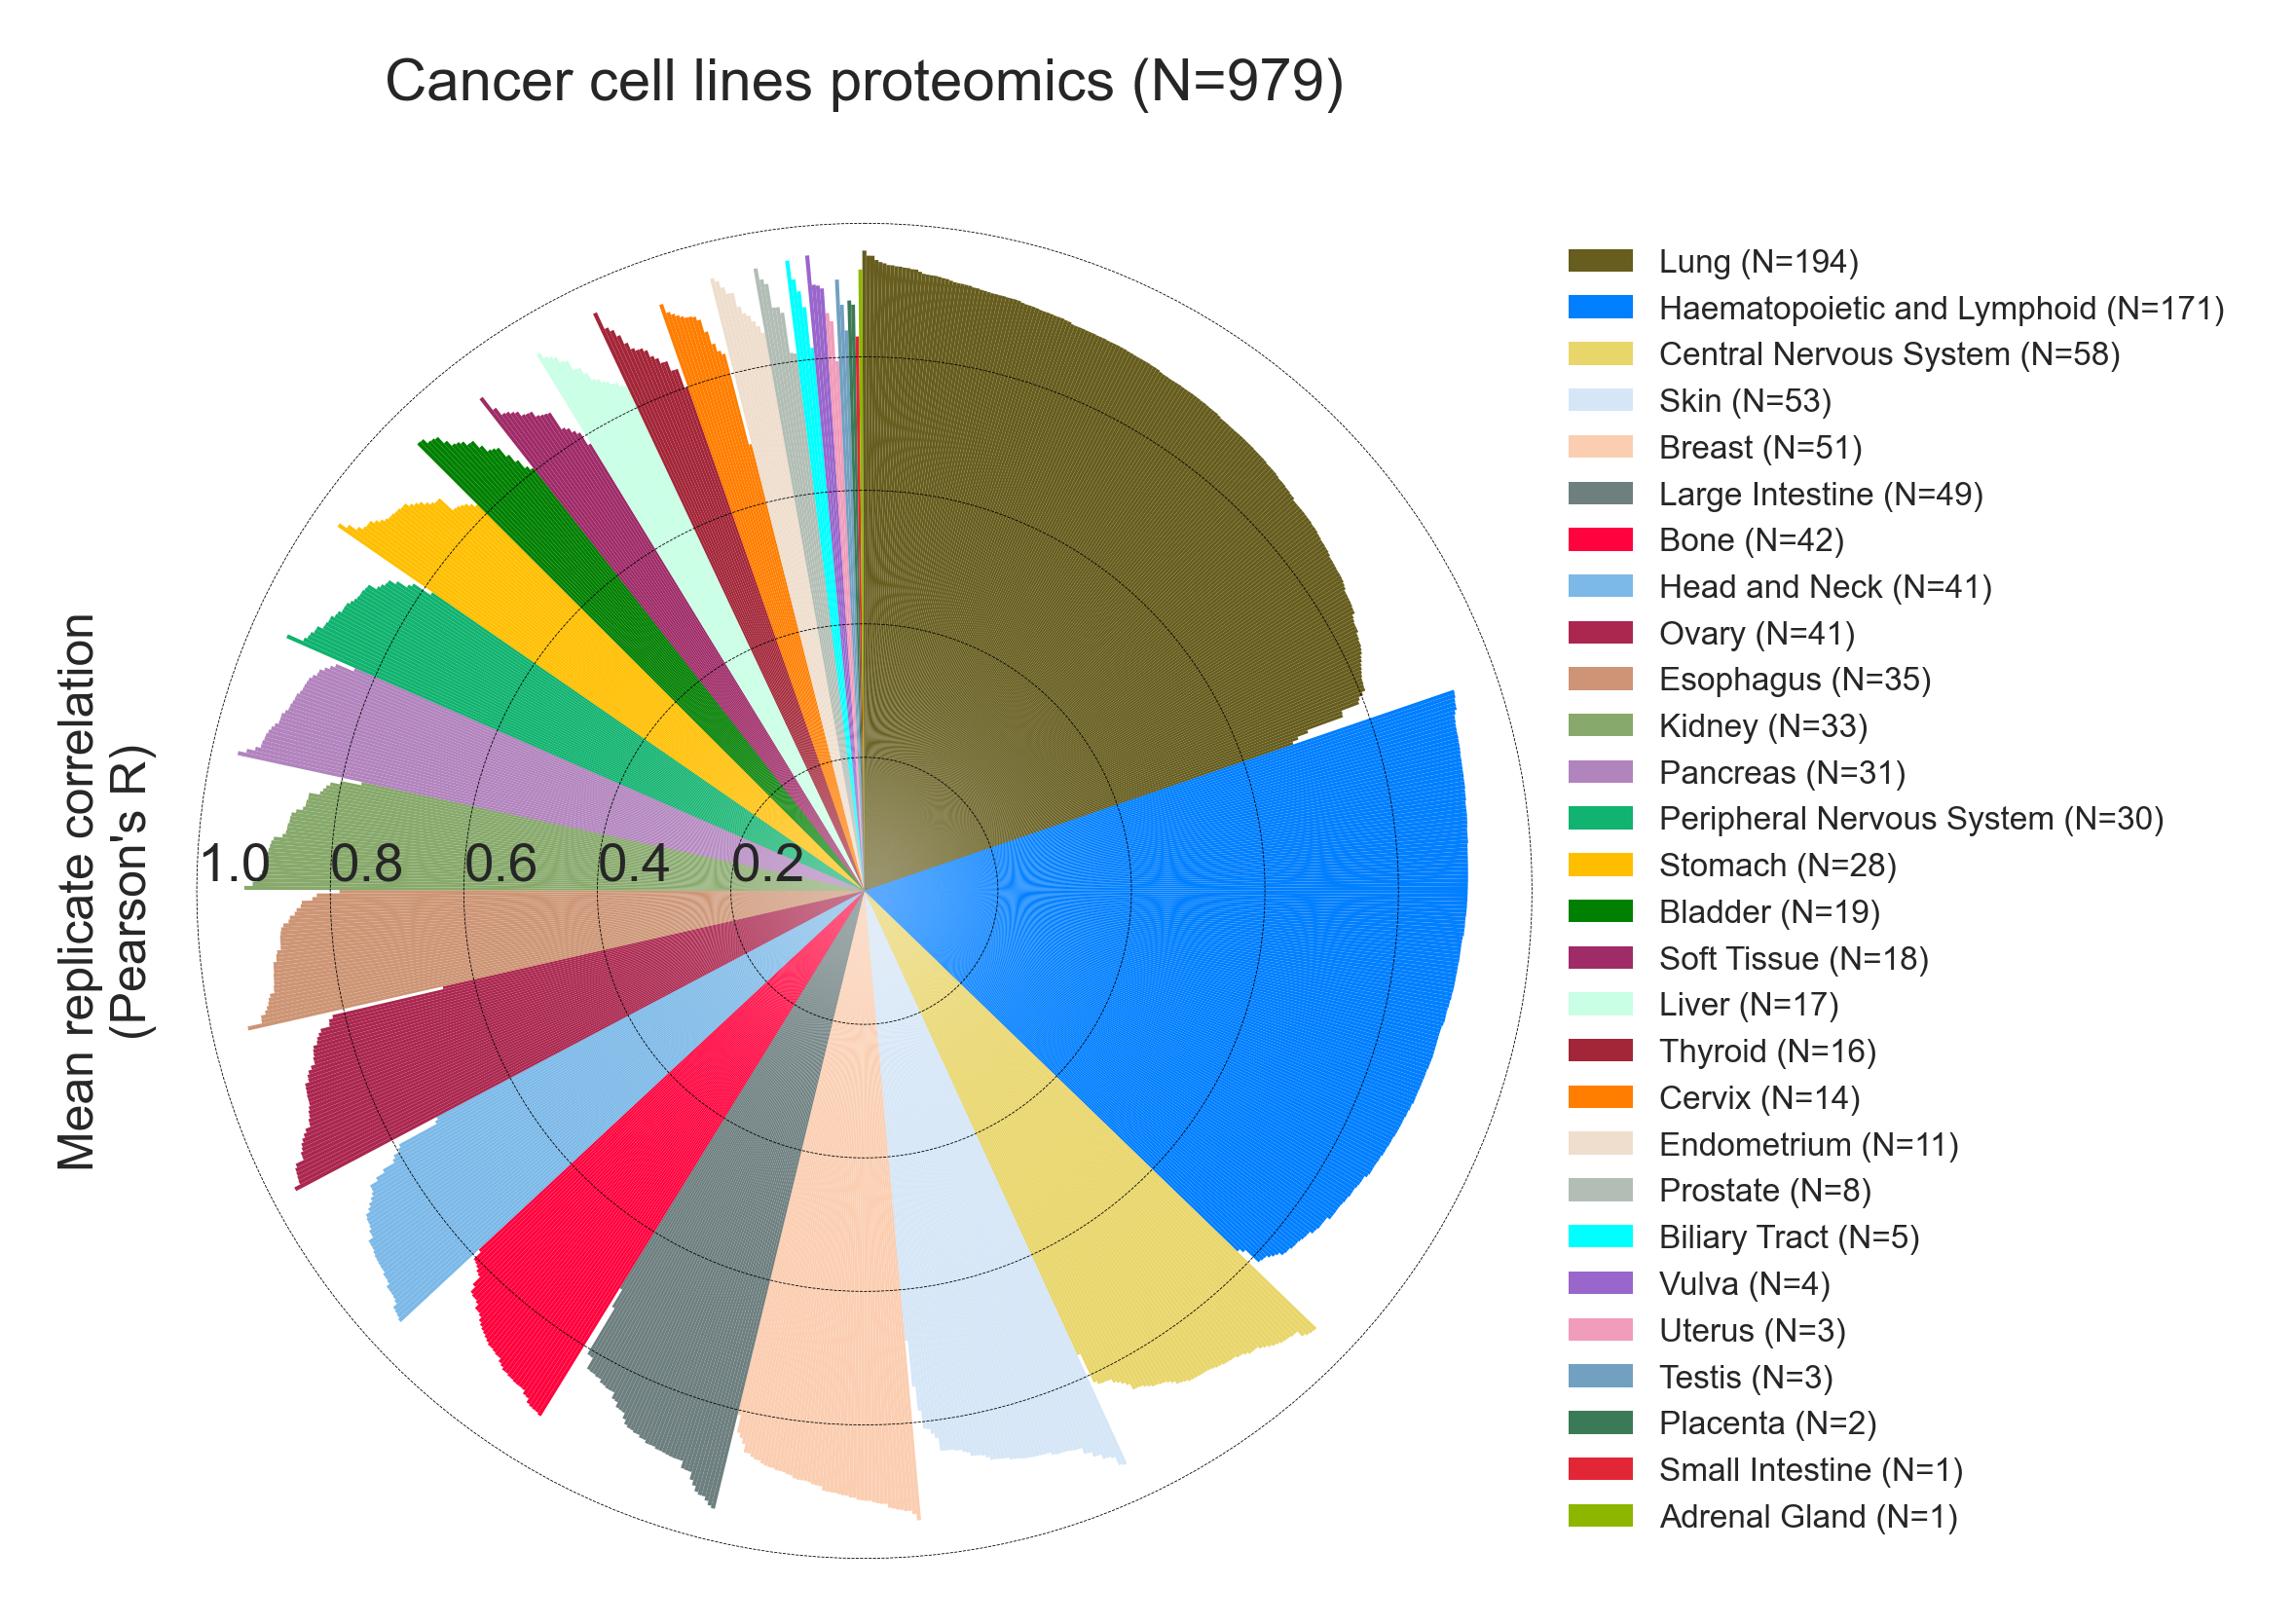 Cancer cell lines proteomics (N=979)
Mean replicate correlation
(Pearson's R)
1.0 0.8 0.6 0.4 0.2
Lung (N=194)
Haematopoietic and Lymphoid (N=171)
Central Nervous System (N=58)
Skin (N=53)
Breast (N=51)
Large Intestine (N=49)
Bone (N=42)
Head and Neck (N=41)
Ovary (N=41)
Esophagus (N=35)
Kidney (N=33)
Pancreas (N=31)
Peripheral Nervous System (N=30)
Stomach (N=28)
Bladder (N=19)
Soft Tissue (N=18)
Liver (N=17)
Thyroid (N=16)
Cervix (N=14)
Endometrium (N=11)
Prostate (N=8)
Biliary Tract (N=5)
Vulva (N=4)
Uterus (N=3)
Testis (N=3)
Placenta (N=2)
Small Intestine (N=1)
Adrenal Gland (N=1)